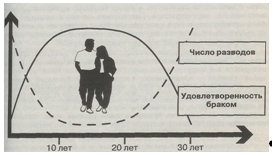 Число разводов
Удовлетворенность
браком
10 лет
20 лет
30 лет